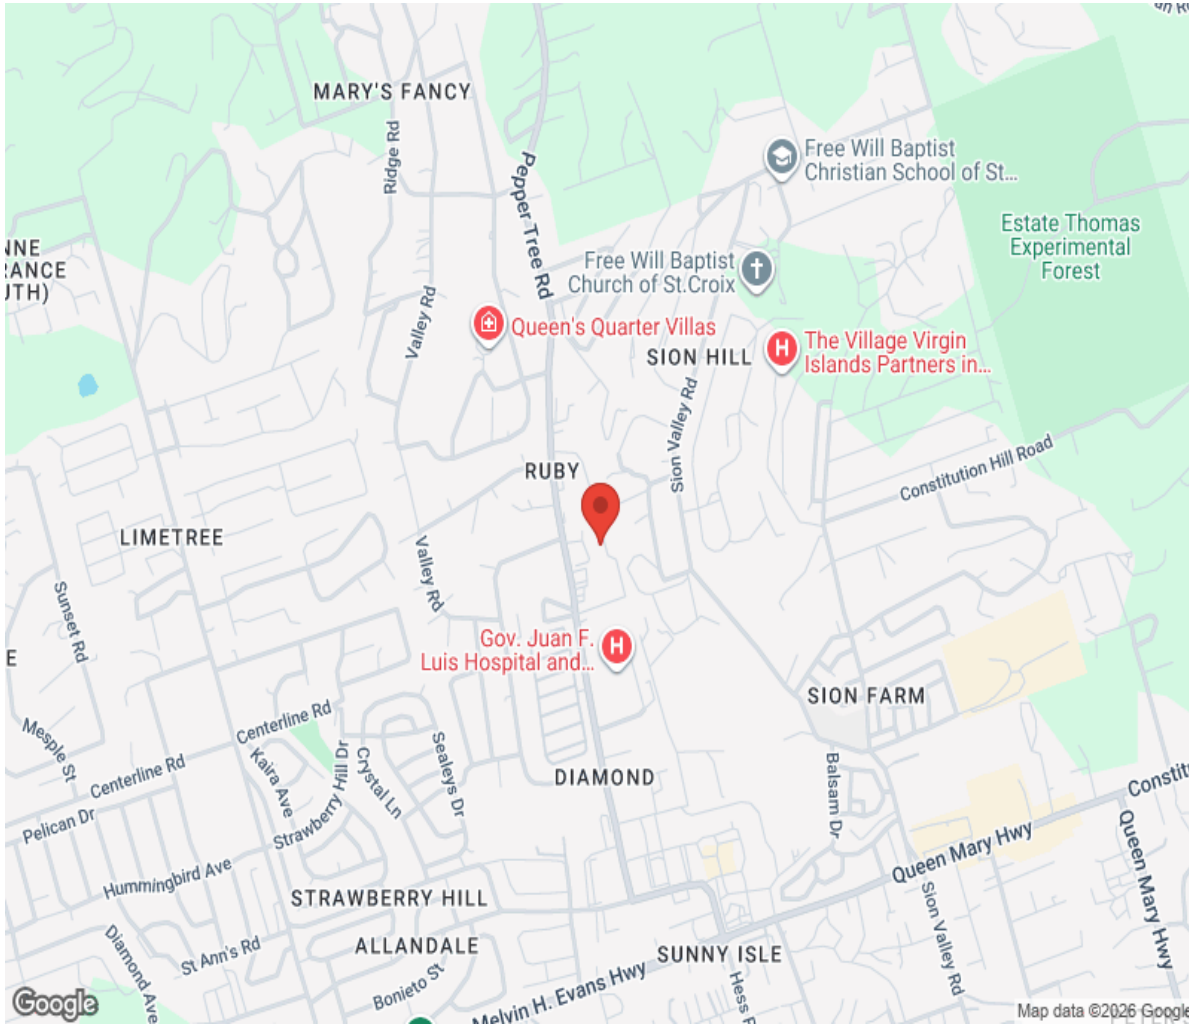 MARY'S FANCY
Ridge Rd
Pepper Tree Rd
Free Will Baptist
Christian School of St...
Estate Thomas
Experimental
Forest
Free Will Baptist
Church of St.Croix
Valley Rd
Queen's Quarter Villas
SION HILL
The Village Virgin
Islands Partners in...
Sion Valley Rd
RUBY
Constitution Hill Road
LIMETREE
Valley Rd
Sunset Rd
Gov. Juan F.
Luis Hospital and...
SION FARM
Centerline Rd
Mesple St
Centerline Rd
Kaira Ave
Strawberry Hill Dr
Crystal Ln
Sealeys Dr
DIAMOND
Balsam Dr
Constitu
Pelican Dr
Queen Mary Hwy
Queen Mary Hwy
Hummingbird Ave
STRAWBERRY HILL
Sion Valley Rd
St Ann's Rd
ALLANDALE
SUNNY ISLE
Diamond Ave
Bonieto St
Melvin H. Evans Hwy
Hess R
Google
Map data ©2026 Google
H
H